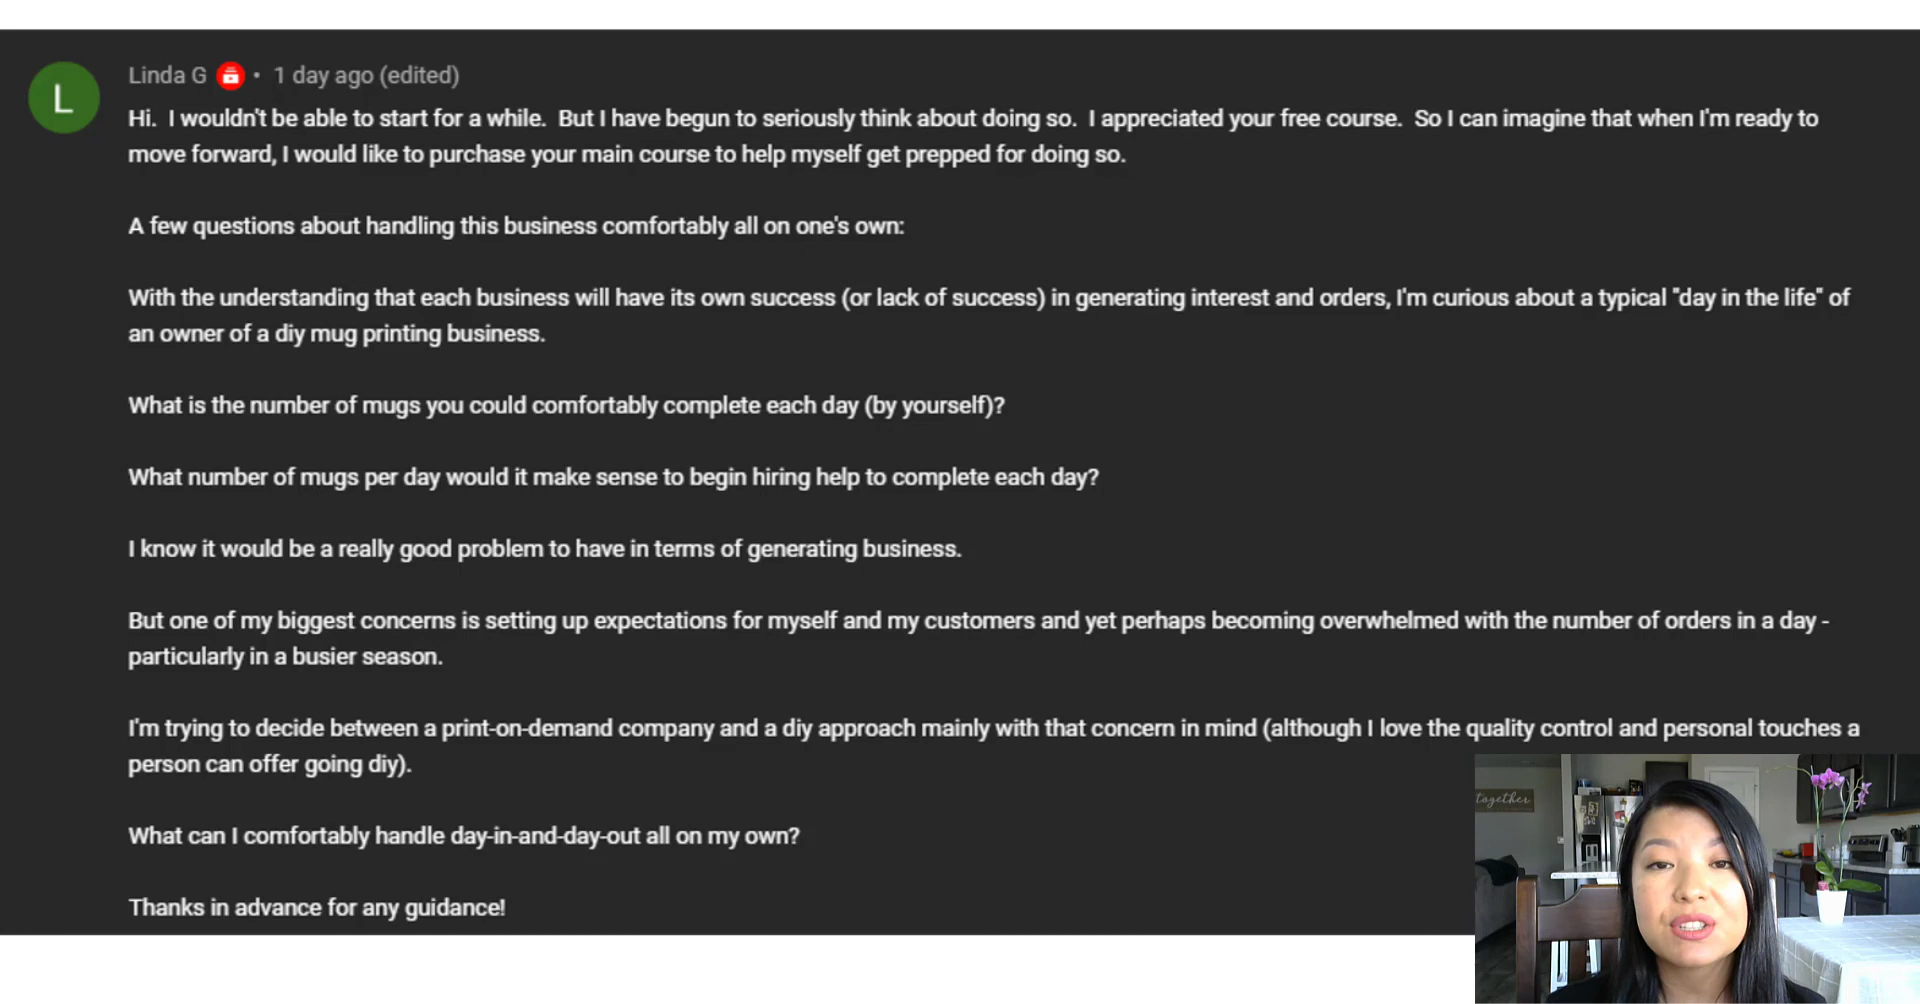 L
Linda G • 1 day ago (edited)
Hi. I wouldn't be able to start for a while. But I have begun to seriously think about doing so. I appreciated your free course. So I can imagine that when I'm ready to
move forward, I would like to purchase your main course to help myself get prepped for doing so.
A few questions about handling this business comfortably all on one's own:
With the understanding that each business will have its own success (or lack of success) in generating interest and orders, I'm curious about a typical "day in the life" of
an owner of a diy mug printing business.
What is the number of mugs you could comfortably complete each day (by yourself)?
What number of mugs per day would it make sense to begin hiring help to complete each day?
I know it would be a really good problem to have in terms of generating business.
But one of my biggest concerns is setting up expectations for myself and my customers and yet perhaps becoming overwhelmed with the number of orders in a day -
particularly in a busier season.
I'm trying to decide between a print-on-demand company and a diy approach mainly with that concern in mind (although I love the quality control and personal touches a
person can offer going diy).
together
What can I comfortably handle day-in-and-day-out all on my own?
Thanks in advance for any guidance!